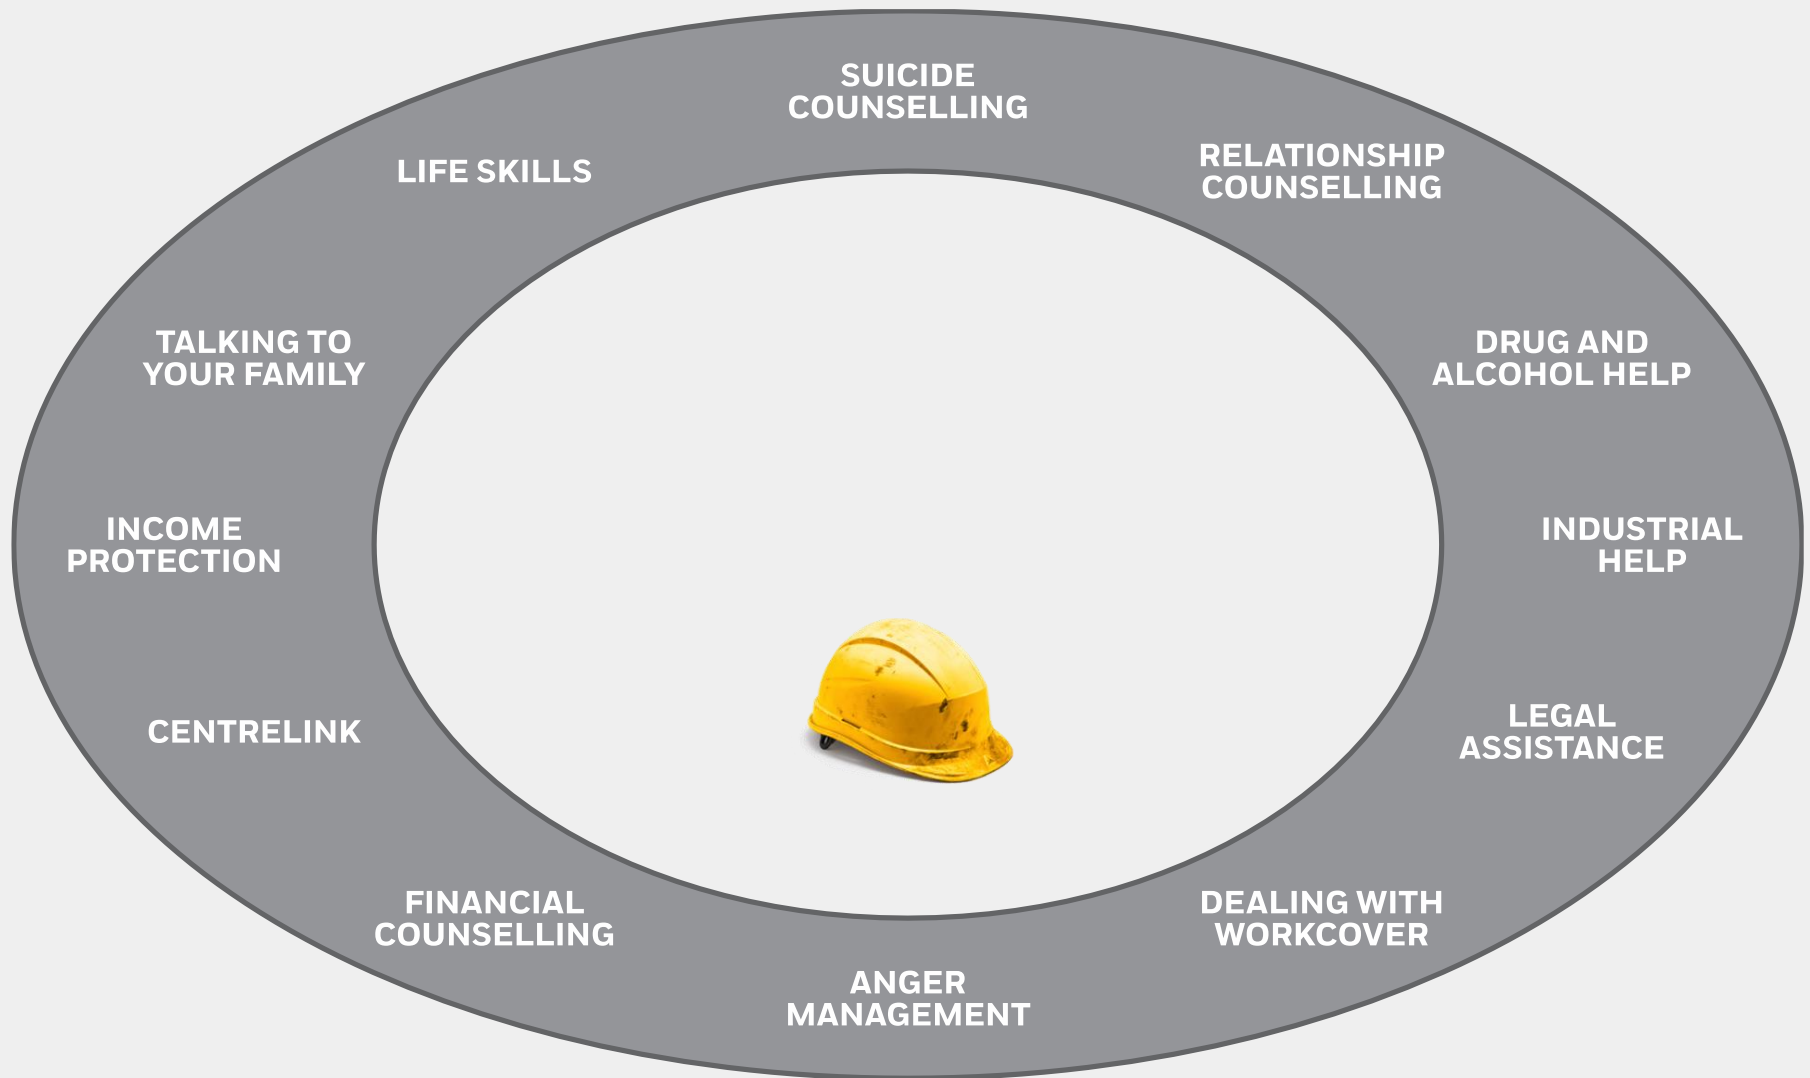 SUICIDE
COUNSELLING
RELATIONSHIP
COUNSELLING
DRUG AND
ALCOHOL HELP
INDUSTRIAL
HELP
LEGAL
ASSISTANCE
DEALING WITH
WORKCOVER
ANGER
MANAGEMENT
FINANCIAL
COUNSELLING
CENTRELINK
INCOME
PROTECTION
TALKING TO
YOUR FAMILY
LIFE SKILLS